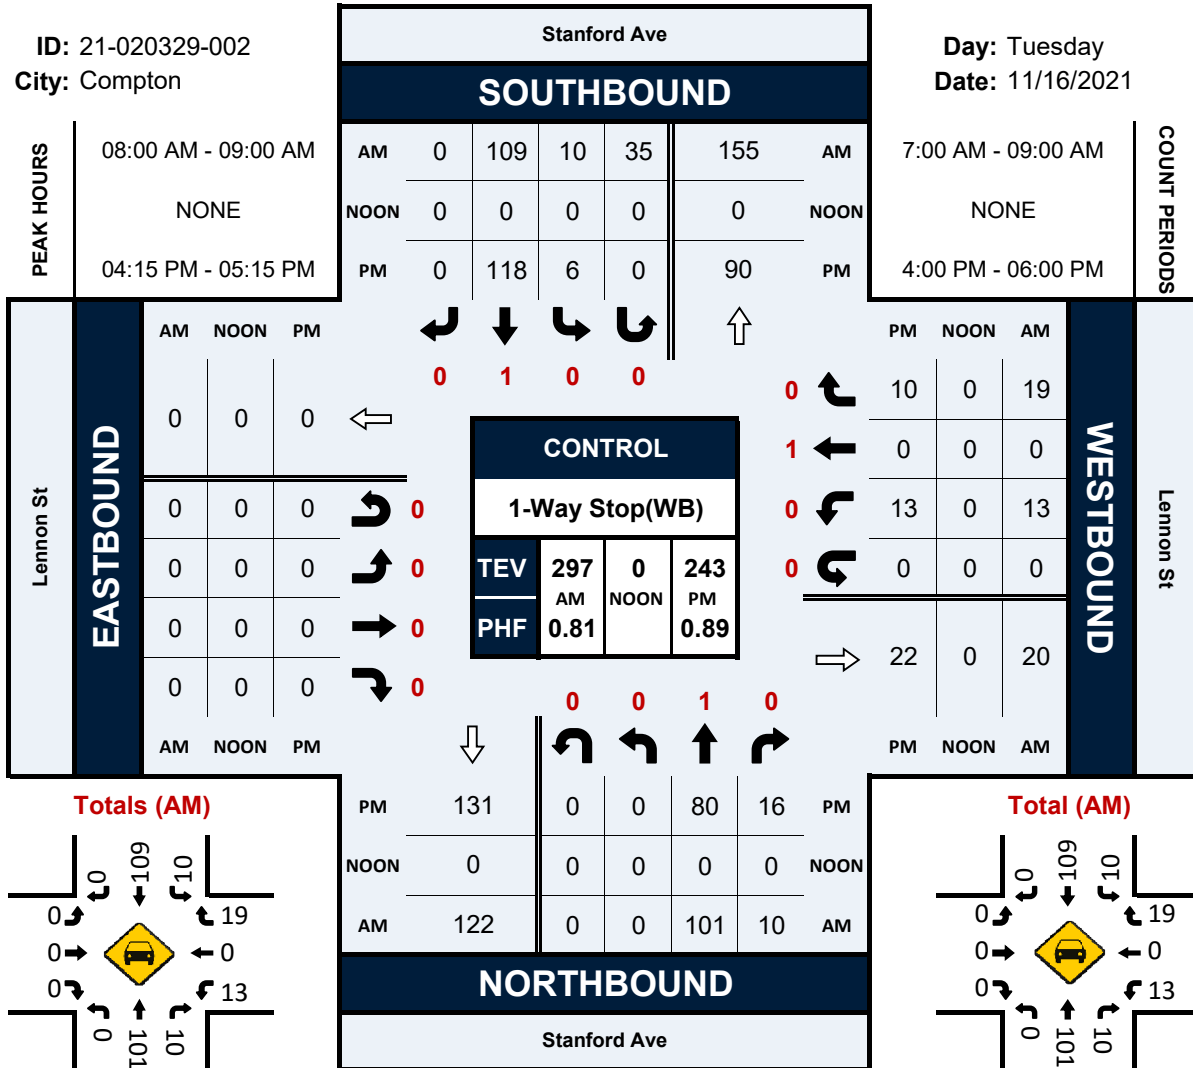 Stanford Ave
ID: 21-020329-002
Day: Tuesday
City: Compton
Date: 11/16/2021
SOUTHBOUND
PEAK HOURS
08:00 AM - 09:00 AM
NONE
04:15 PM - 05:15 PM
AM 0 109 10 35 155 AM
NOON 0 0 0 0 0 NOON
PM 0 118 6 0 90 PM
7:00 AM - 09:00 AM
NONE
4:00 PM - 06:00 PM
COUNT PERIODS
0 1 0 0
Lennon St
EASTBOUND
AM NOON PM
0 0 0
0 0 0 0
0 0 0 0
0 0 0 0
0 0 0 0
AM NOON PM
CONTROL
1-Way Stop(WB)
TEV 297 0 243
AM NOON PM
PHF 0.81 0.89
PM NOON AM
0 10 0 19
1 0 0 0
0 13 0 13
0 0 0 0
22 0 20
PM NOON AM
WESTBOUND
Lennon St
0 0 1 0
PM 131 0 0 80 16 PM
NOON 0 0 0 0 0 NOON
AM 122 0 0 101 10 AM
NORTHBOUND
Stanford Ave
Totals (AM)
0 109 10
0 19
0 0
0 13
0 101 10
Total (AM)
0 109 10
0 19
0 0
0 13
0 101 10